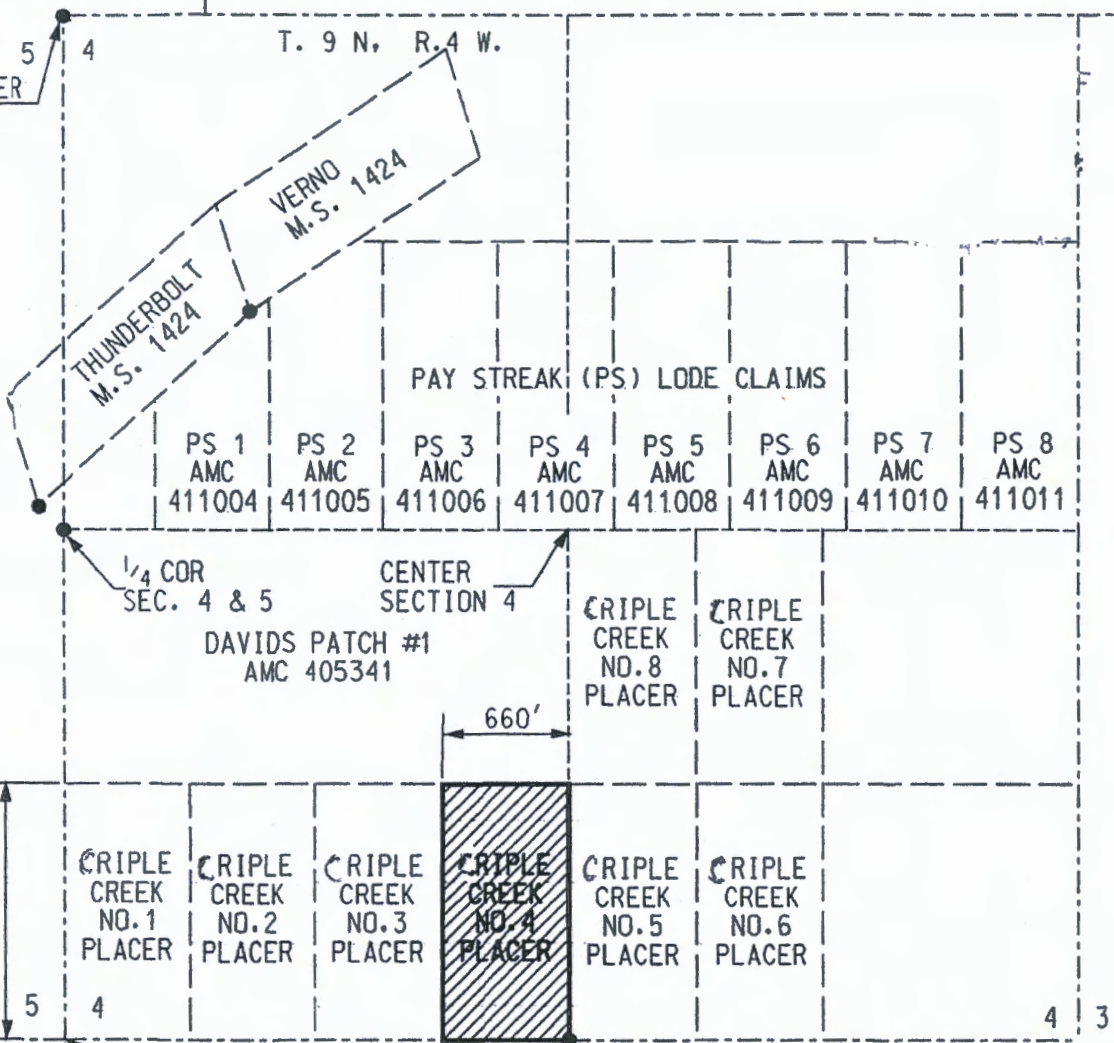 T. 9 N, R.4 W.
5 4
ER
VERNO
M.S. 1424
THUNDERBOLT
M.S. 1424
PAY STREAK (PS) LODE CLAIMS
PS 1
AMC
411004
PS 2
AMC
411005
PS 3
AMC
411006
PS 4
AMC
411007
PS 5
AMC
411008
PS 6
AMC
411009
PS 7
AMC
411010
PS 8
AMC
411011
1/4 COR
SEC. 4 & 5
CENTER
SECTION 4
DAVIDS PATCH #1
AMC 405341
CRIPLE
CREEK
NO.8
PLACER
CRIPLE
CREEK
NO.7
PLACER
660'
CRIPLE
CREEK
NO.1
PLACER
CRIPLE
CREEK
NO.2
PLACER
CRIPLE
CREEK
NO.3
PLACER
CRIPLE
CREEK
NO.4
PLACER
CRIPLE
CREEK
NO.5
PLACER
CRIPLE
CREEK
NO.6
PLACER
5 4
4 3